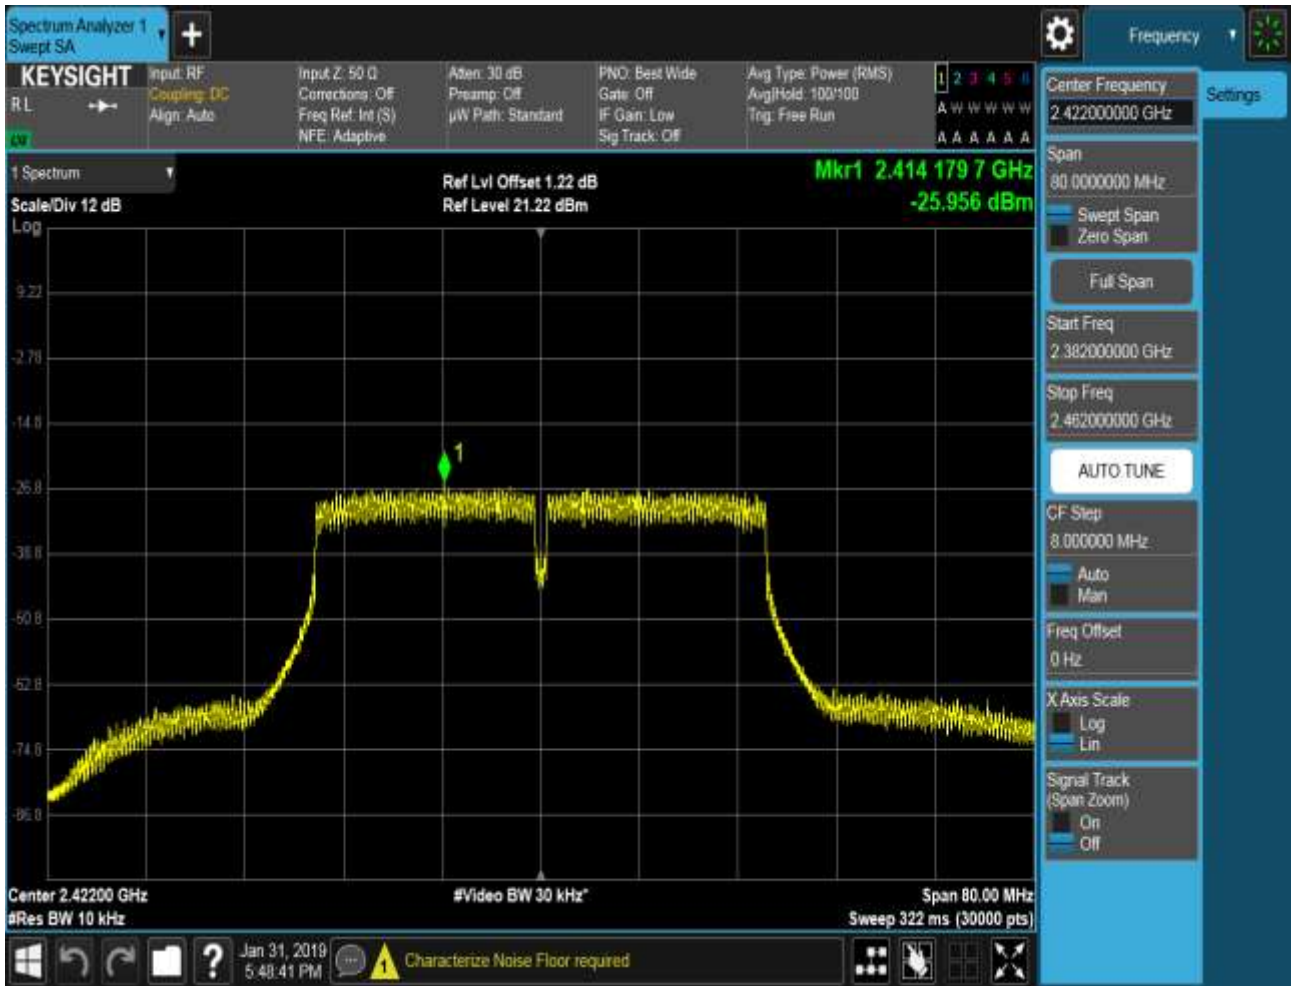 Spectrum Analyzer 1
Swept SA
+
Frequency
KEYSIGHT
R L
Input: RF
Coupling: DC
Align: Auto
Input Z: 50 Ω
Corrections: Off
Freq Ref: Int (S)
NFE: Adaptive
Atten: 30 dB
Preamp: Off
µW Path: Standard
PNO: Best Wide
Gate: Off
IF Gain: Low
Sig Track: Off
Avg Type: Power (RMS)
Avg|Hold: 100/100
Trig: Free Run
1 2 3 4 5 6
A W W W W W
A A A A A A
1 Spectrum
Scale/Div 12 dB
Log
Ref Lvl Offset 1.22 dB
Ref Level 21.22 dBm
Mkr1 2.414 179 7 GHz
-25.956 dBm
9.22
-2.78
-14.8
-26.8
-38.8
-50.8
-62.8
-74.8
-86.8
1
Center 2.42200 GHz
#Res BW 10 kHz
#Video BW 30 kHz*
Span 80.00 MHz
Sweep 322 ms (30000 pts)
Center Frequency
2.422000000 GHz
Settings
Span
80.0000000 MHz
Swept Span
Zero Span
Full Span
Start Freq
2.382000000 GHz
Stop Freq
2.462000000 GHz
AUTO TUNE
CF Step
8.000000 MHz
Auto
Man
Freq Offset
0 Hz
X Axis Scale
Log
Lin
Signal Track
(Span Zoom)
On
Off
?
Jan 31, 2019
5:48:41 PM
1
Characterize Noise Floor required